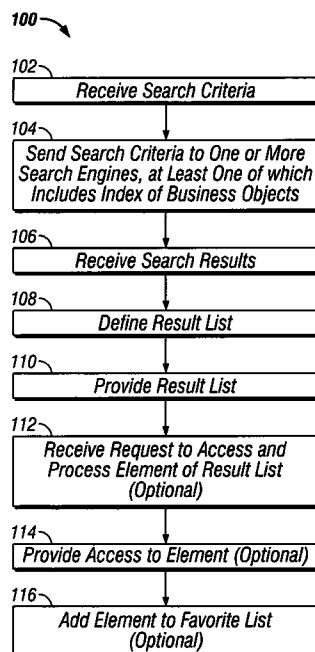 100
102
Receive Search Criteria
104
Send Search Criteria to One or More
Search Engines, at Least One of which
Includes Index of Business Objects
106
Receive Search Results
108
Define Result List
110
Provide Result List
112
Receive Request to Access and
Process Element of Result List
(Optional)
114
Provide Access to Element (Optional)
116
Add Element to Favorite List
(Optional)